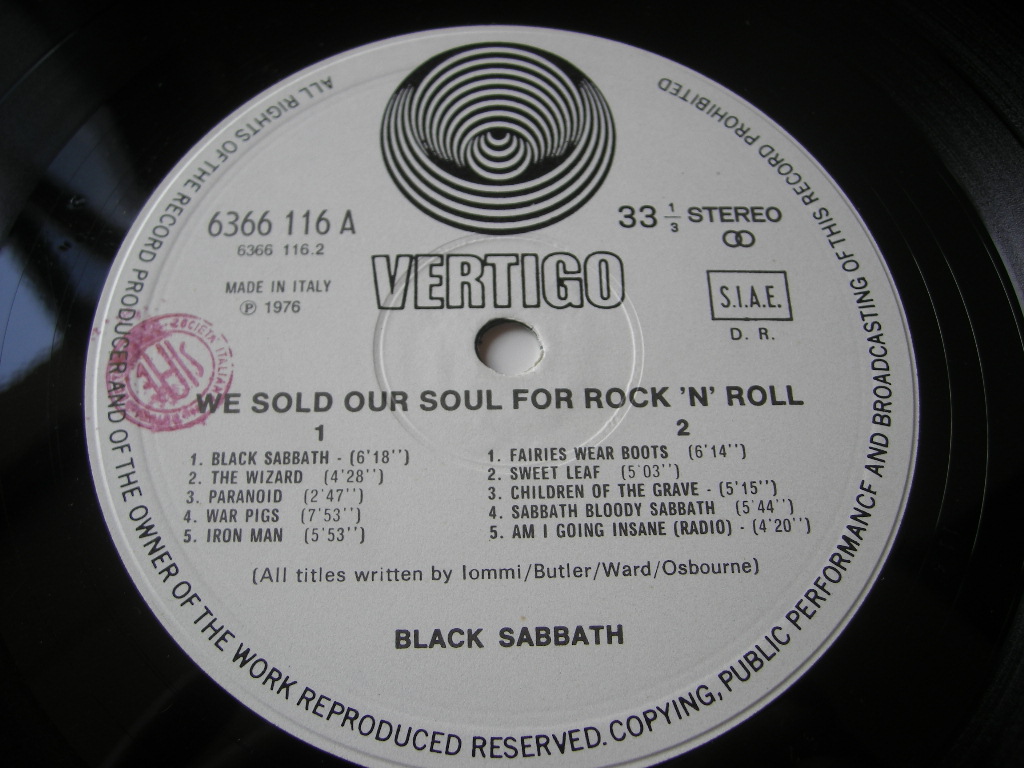 ALL RIGHTS OF THE RECORD PRODUCER AND OF THE OWNER OF THE WORK REPRODUCED RESERVED. COPYING, PUBLIC PERFORMANCE AND BROADCASTING OF THIS RECORD PROHIBITED
6366 116 A
6366 116.2
33 1/3 STEREO
MADE IN ITALY
℗ 1976
VERTIGO
S.I.A.E.
D. R.
SOCIETA ITALIANA
SIAE
WE SOLD OUR SOUL FOR ROCK 'N' ROLL
1
1. BLACK SABBATH - (6'18'')
2. THE WIZARD (4'28'')
3. PARANOID (2'47'')
4. WAR PIGS (7'53'')
5. IRON MAN (5'53'')
2
1. FAIRIES WEAR BOOTS (6'14'')
2. SWEET LEAF (5'03'')
3. CHILDREN OF THE GRAVE - (5'15'')
4. SABBATH BLOODY SABBATH (5'44'')
5. AM I GOING INSANE (RADIO) - (4'20'')
(All titles written by Iommi/Butler/Ward/Osbourne)
BLACK SABBATH